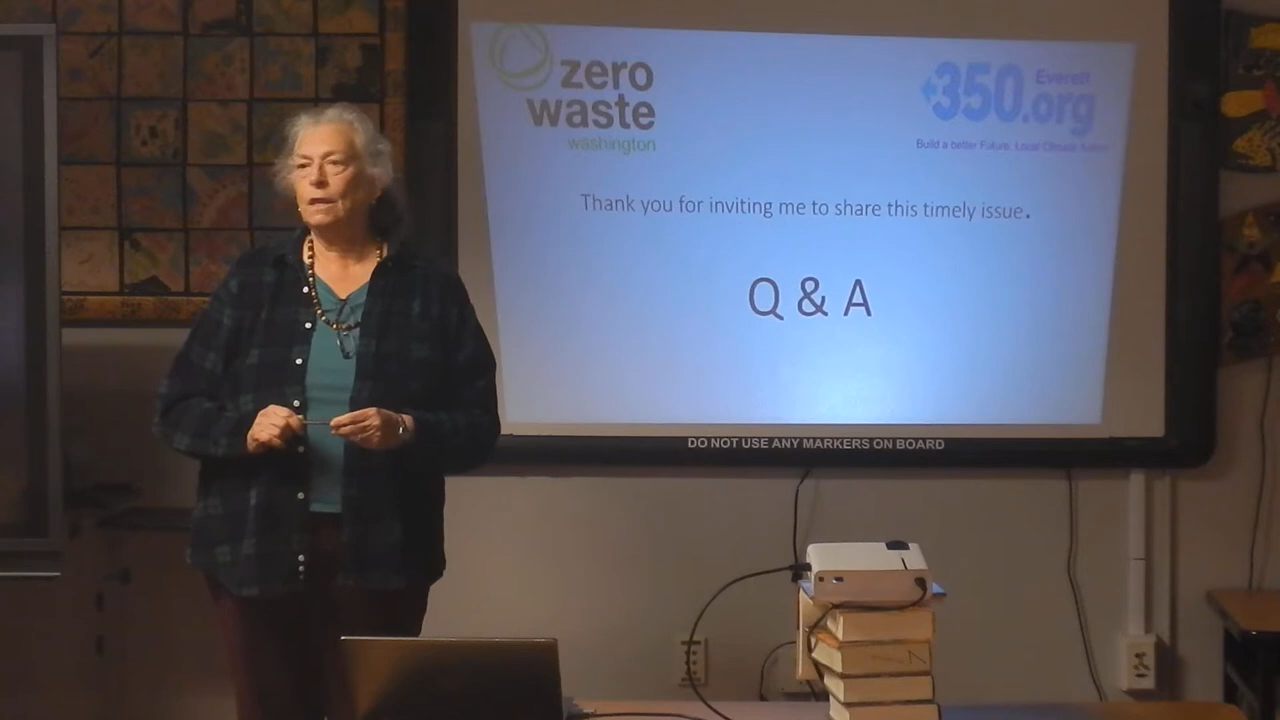 zero
waste
washington
Everett
350.org
Build a better Future. Local Climate
Thank you for inviting me to share this timely issue.
Q & A
DO NOT USE ANY MARKERS ON BOARD